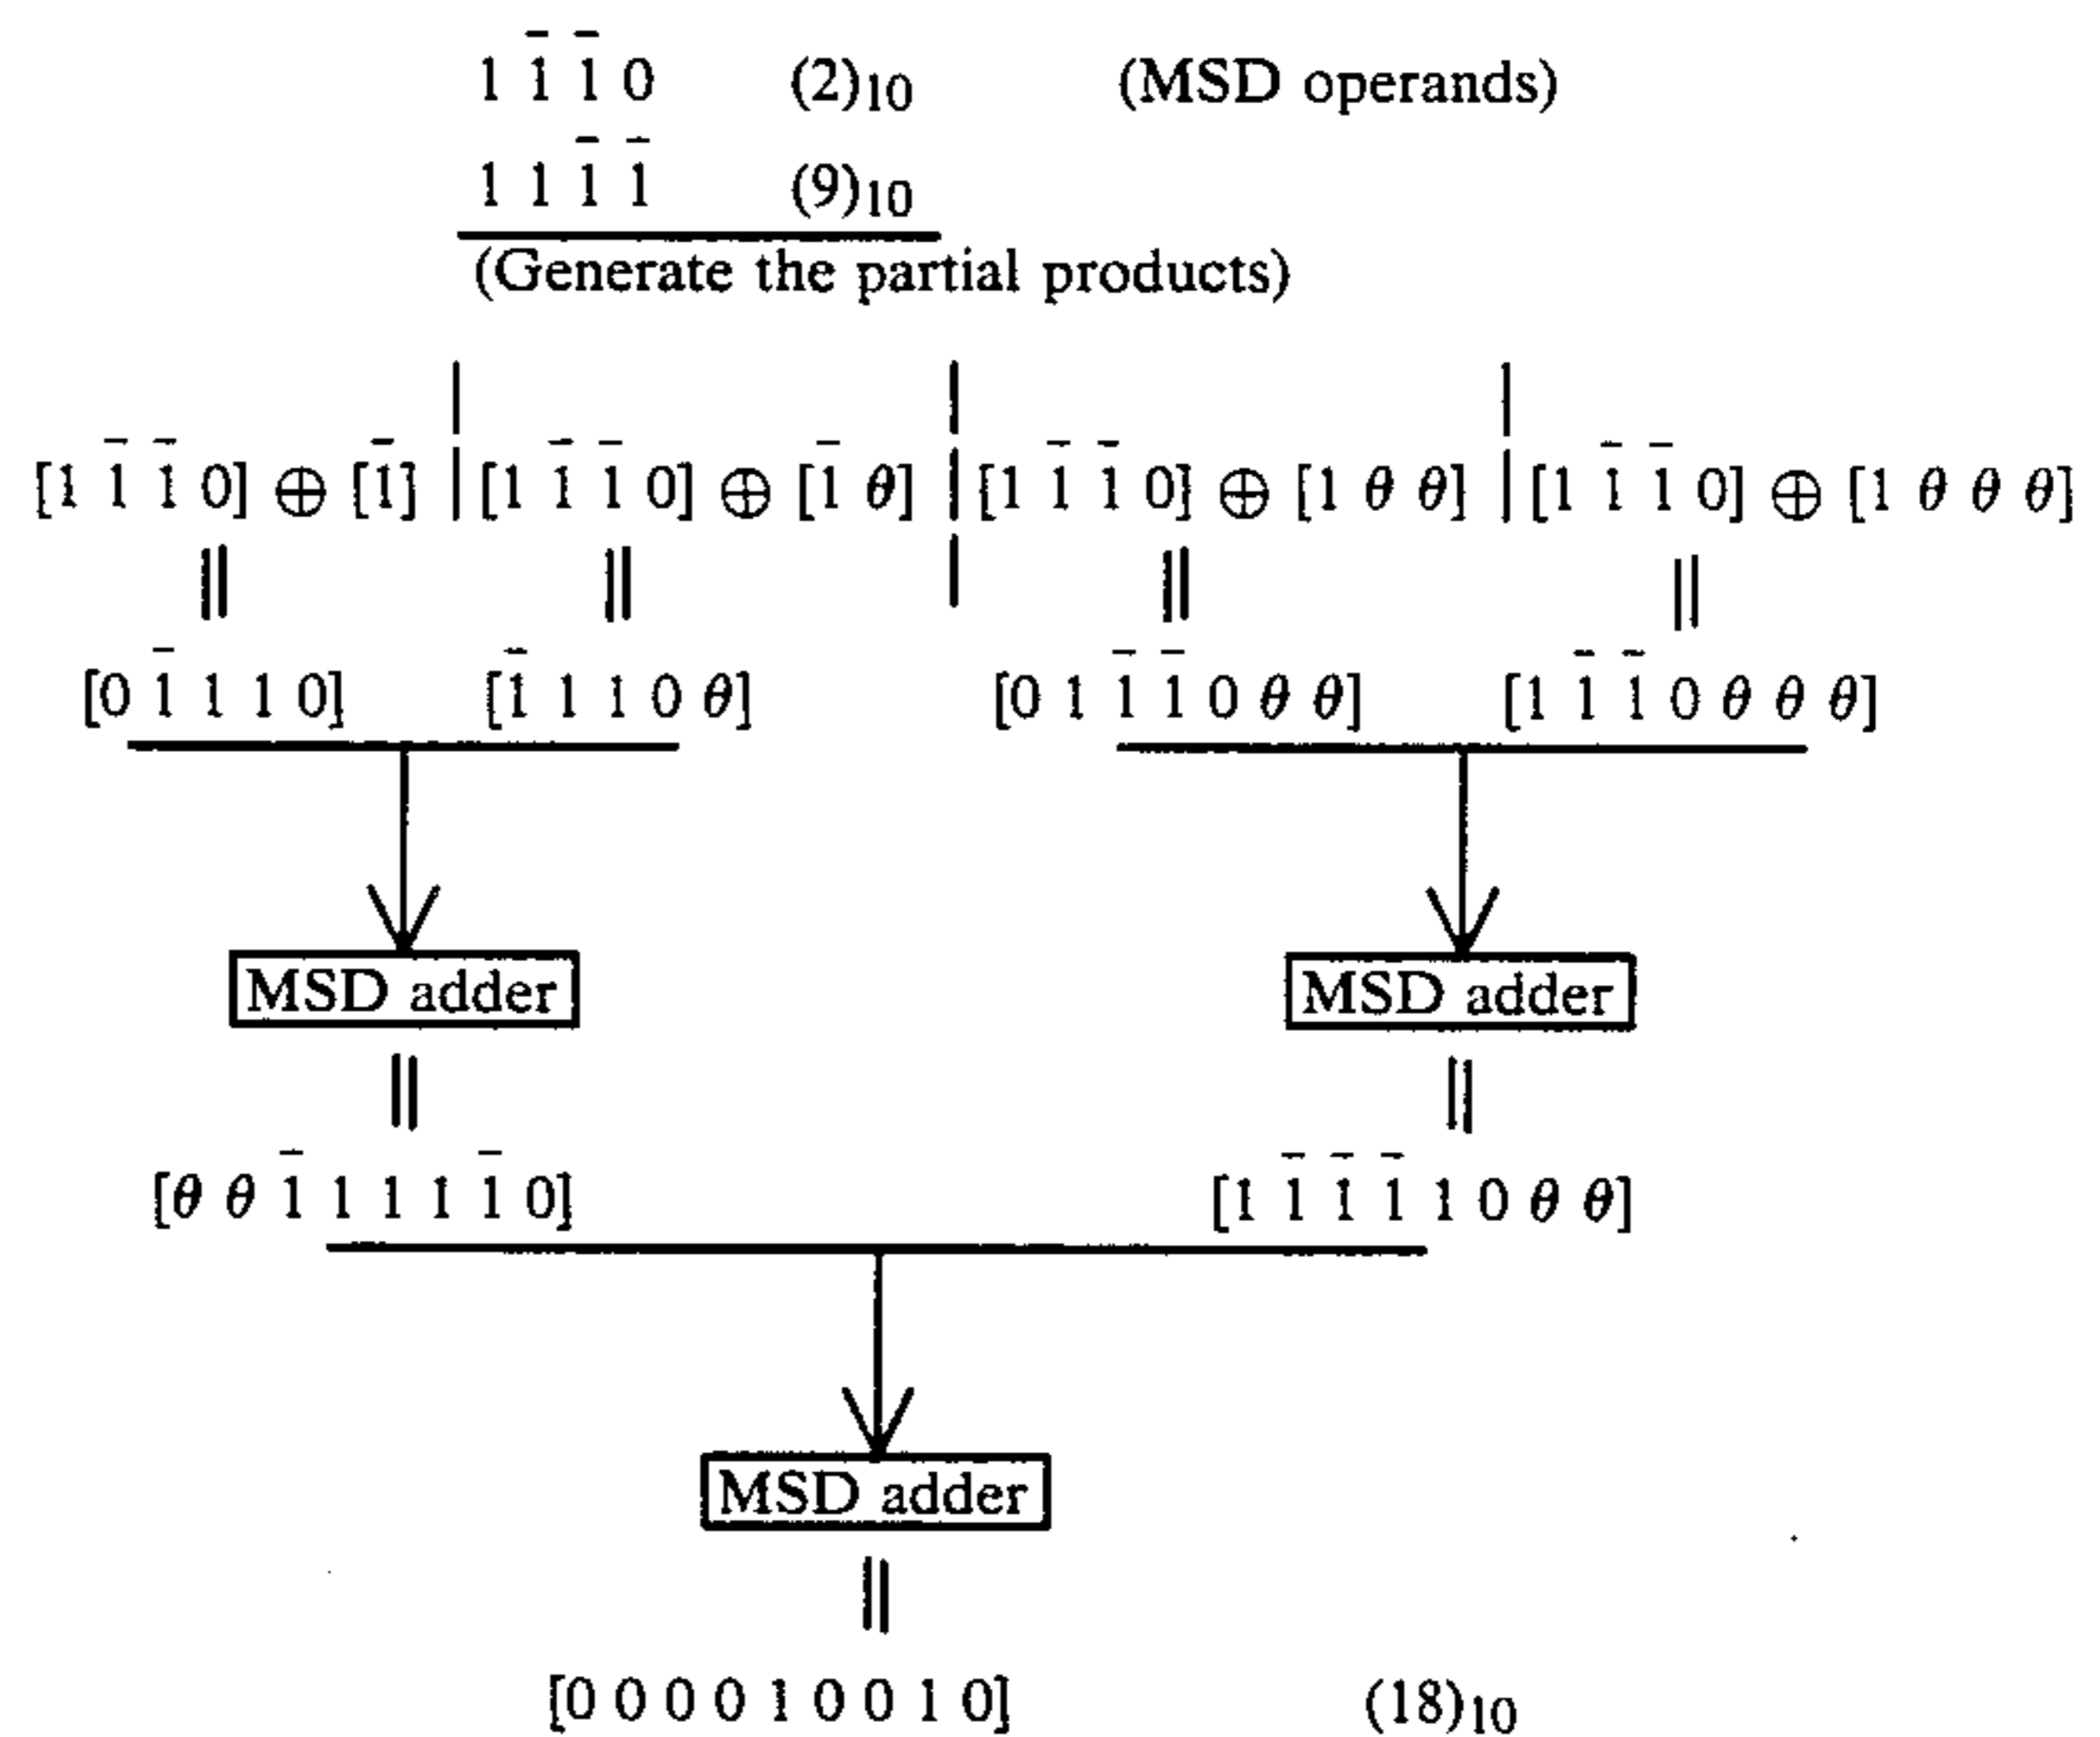 1 1̄ 1̄ 0 (2)₁₀ (MSD operands)
1 1 1̄ 1̄ (9)₁₀
(Generate the partial products)
[1 1̄ 1̄ 0] ⊕ [1̄] | [1 1̄ 1̄ 0] ⊕ [1̄ θ] | [1 1̄ 1̄ 0] ⊕ [1 θ θ] | [1 1̄ 1̄ 0] ⊕ [1 θ θ θ]
[0 1̄ 1 1 0] [1̄ 1 1 0 θ] [0 1 1̄ 1̄ 0 θ θ] [1 1̄ 1̄ 0 θ θ θ]
MSD adder MSD adder
[θ θ 1̄ 1 1 1 1̄ 0] [1 1̄ 1̄ 1̄ 1 0 θ θ]
MSD adder
[0 0 0 0 1 0 0 1 0] (18)₁₀